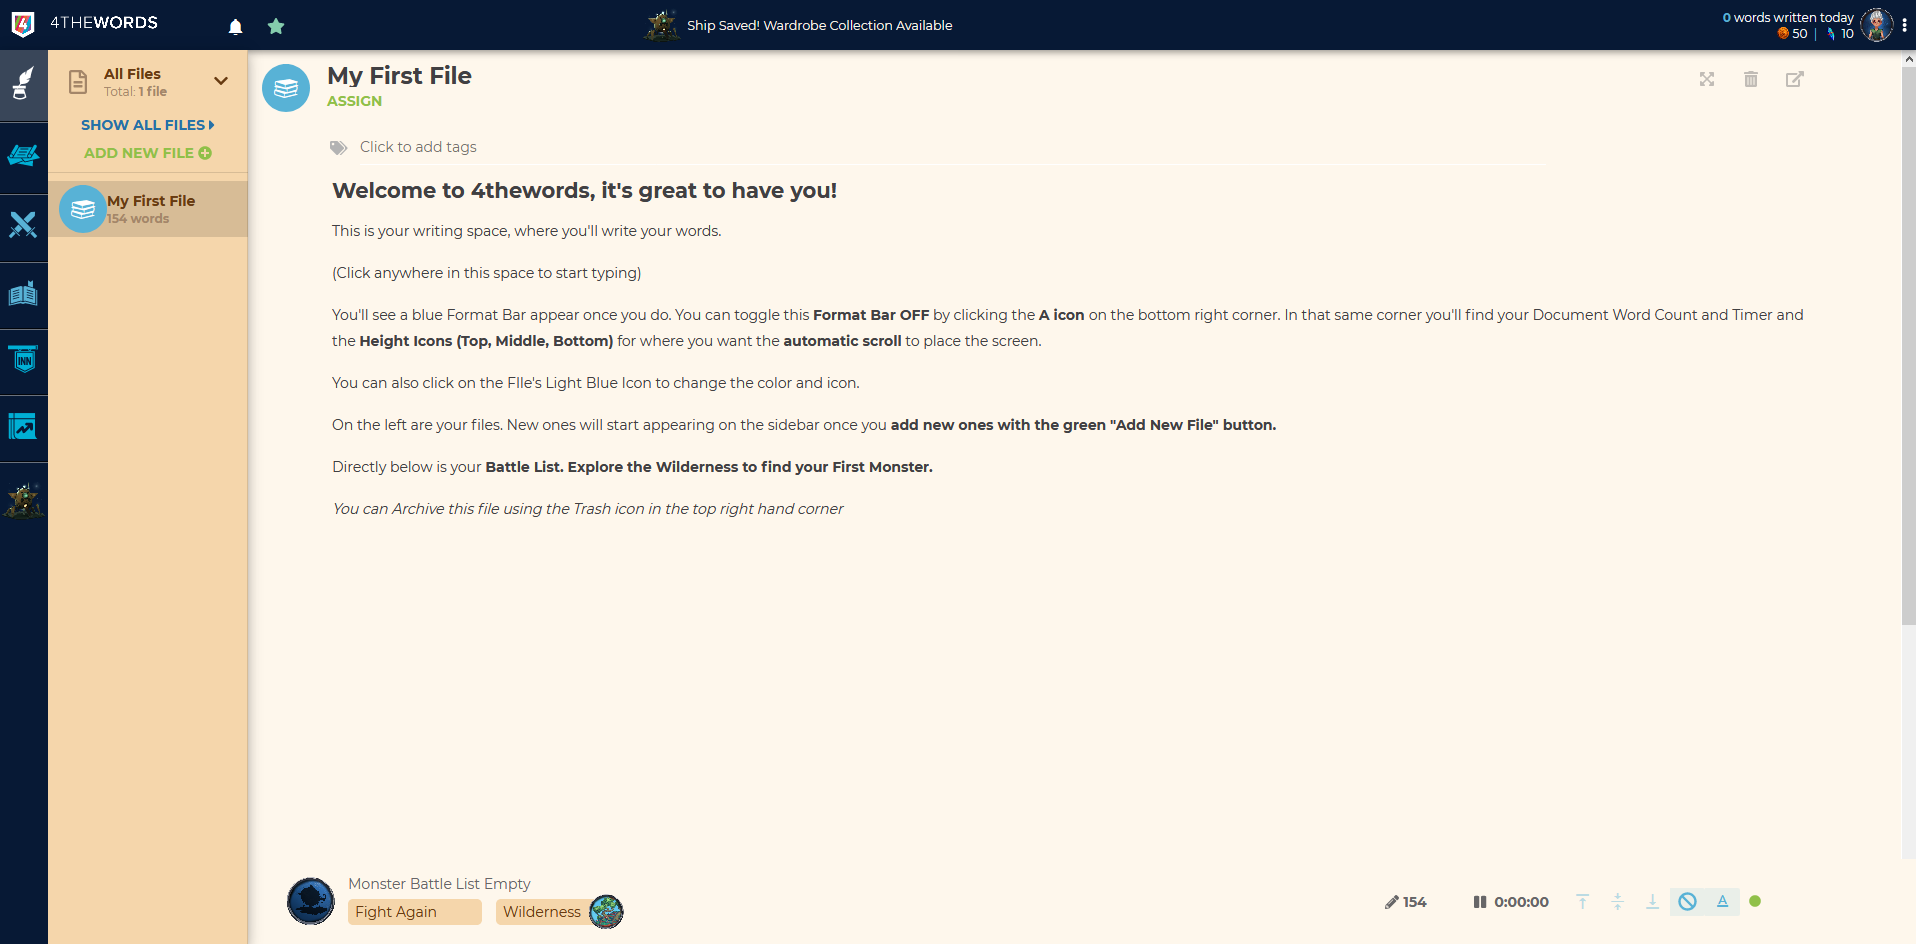 4THEWORDS
Ship Saved! Wardrobe Collection Available
0 words written today
50 | 10
All Files
Total: 1 file
SHOW ALL FILES
ADD NEW FILE
My First File
154 words
INN
My First File
ASSIGN
Click to add tags
Welcome to 4thewords, it's great to have you!
This is your writing space, where you'll write your words.
(Click anywhere in this space to start typing)
You'll see a blue Format Bar appear once you do. You can toggle this Format Bar OFF by clicking the A icon on the bottom right corner. In that same corner you'll find your Document Word Count and Timer and
the Height Icons (Top, Middle, Bottom) for where you want the automatic scroll to place the screen.
You can also click on the FIle's Light Blue Icon to change the color and icon.
On the left are your files. New ones will start appearing on the sidebar once you add new ones with the green "Add New File" button.
Directly below is your Battle List. Explore the Wilderness to find your First Monster.
You can Archive this file using the Trash icon in the top right hand corner
Monster Battle List Empty
Fight Again
Wilderness
154
0:00:00
A